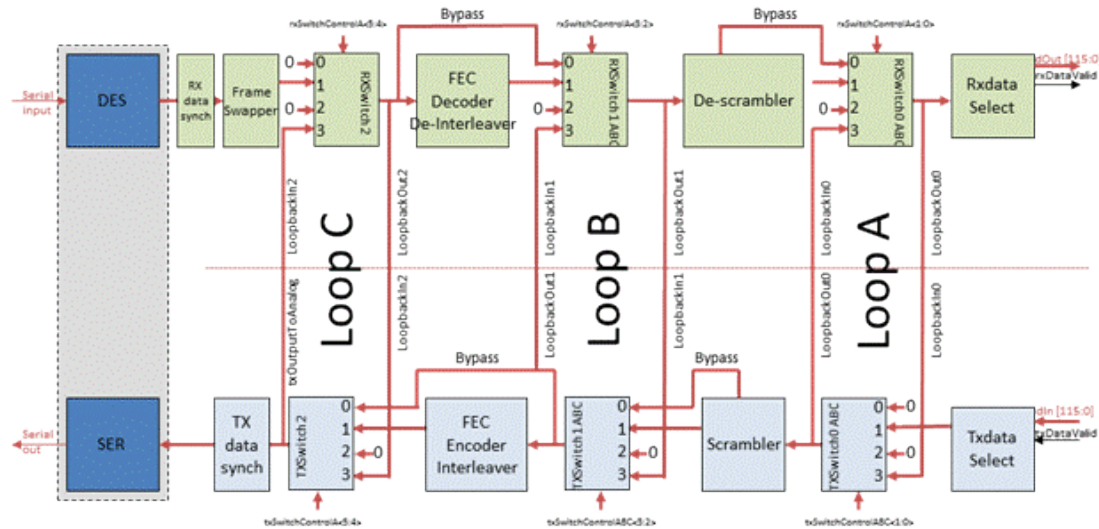 Bypass
Bypass
rxSwitchControlA<5:4>
rxSwitchControlA<3:2>
rxSwitchControlA<1:0>
Serial
input
DES
RX
data
synch
Frame
Swapper
0
1
0
2
3
RXSwitch 2
FEC
Decoder
De-Interleaver
0
1
0
2
3
RXSwitch 1 ABC
De-scrambler
0
1
0
2
3
RXSwitch0 ABC
Rxdata
Select
dOut [115:0
rxDataValid
LoopbackIn2
Loop C
LoopbackOut2
LoopbackIn1
Loop B
LoopbackOut1
LoopbackIn0
Loop A
LoopbackOut0
txOutputToAnalog
LoopbackIn2
LoopbackOut1
LoopbackIn1
LoopbackOut0
LoopbackIn0
Bypass
Bypass
Serial
out
SER
TX
data
synch
TXSwitch 2
0
1
2
0
3
FEC
Encoder
Interleaver
TXSwitch 1 ABC
0
1
2
0
3
Scrambler
TXSwitch0 ABC
0
0
1
2
0
3
Txdata
Select
dIn [115:0]
txDataValid
txSwitchControlA<5:4>
txSwitchControlABC<3:2>
txSwitchControlABC<1:0>